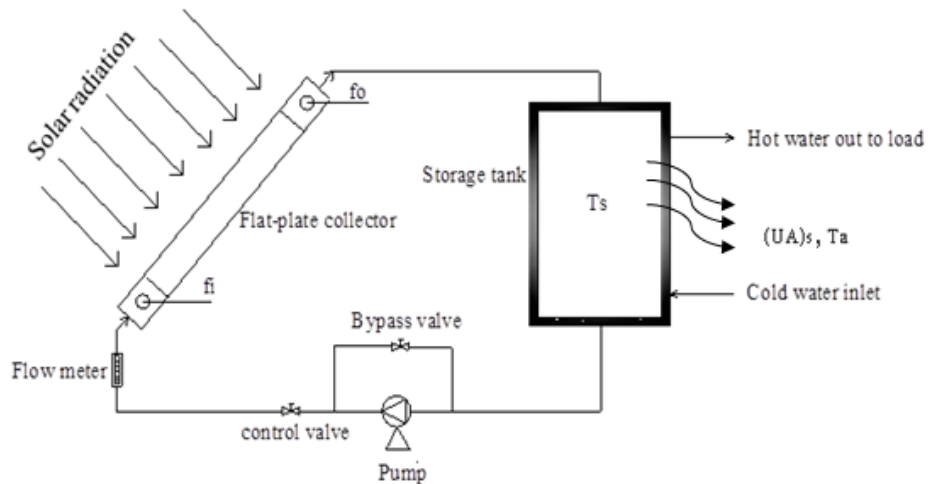 Solar radiation
fo
Hot water out to load
Storage tank
Ts
Flat-plate collector
(UA)s, Ta
fi
Cold water inlet
Bypass valve
Flow meter
control valve
Pump